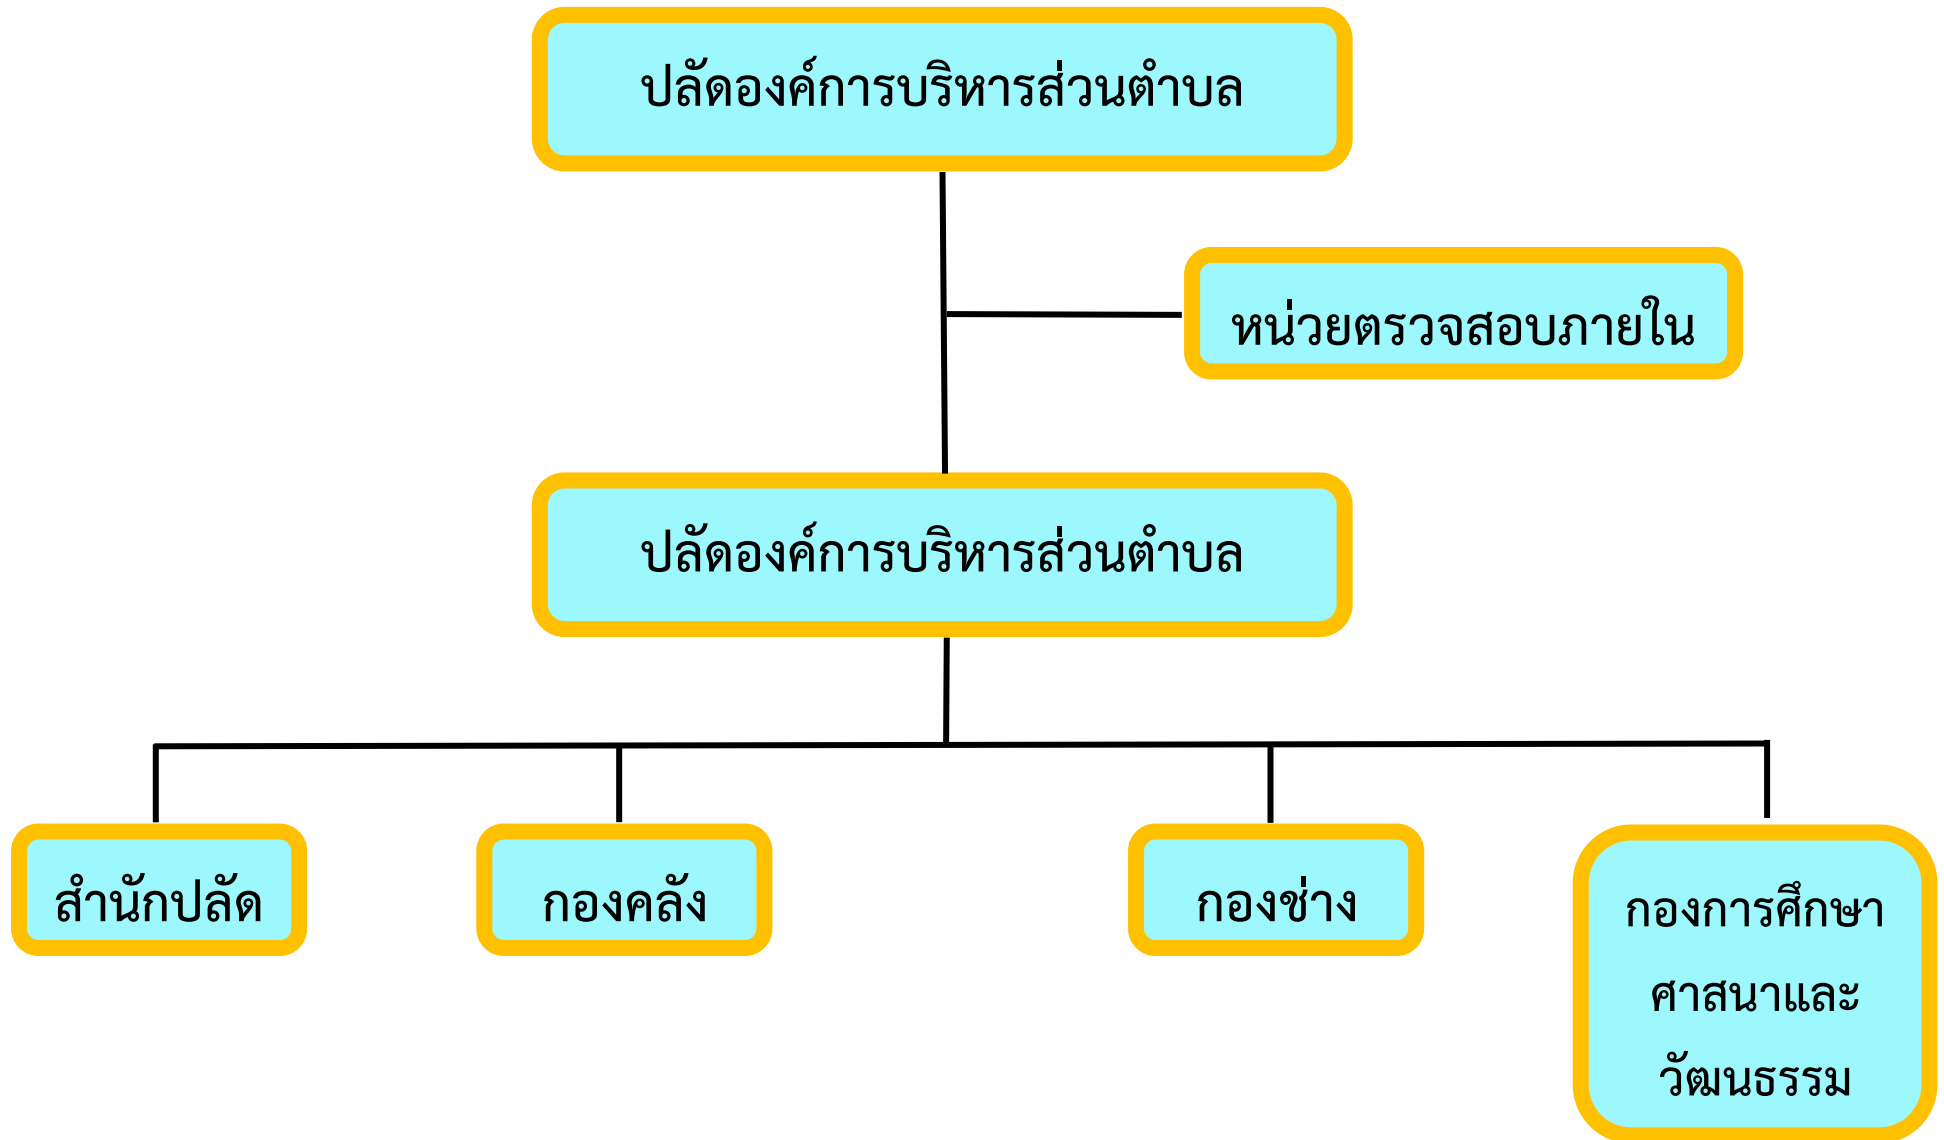 ปลัดองค์การบริหารส่วนตำบล
หน่วยตรวจสอบภายใน
ปลัดองค์การบริหารส่วนตำบล
สำนักปลัด
กองคลัง
กองช่าง
กองการศึกษา
ศาสนาและ
วัฒนธรรม